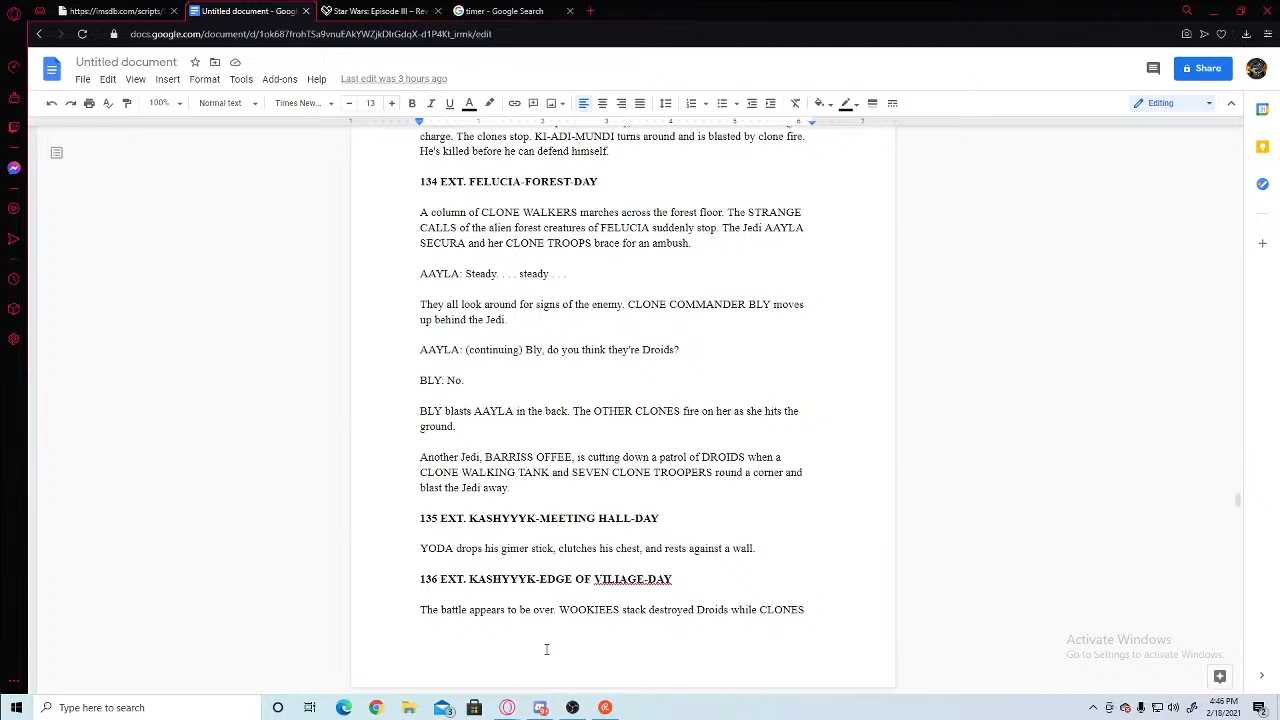 https://imsdb.com/scripts/S
Untitled document - Googl
Star Wars: Episode III – Rev
timer - Google Search
docs.google.com/document/d/1ok687frohTSa9vnuEAkYWZjkDIrGdqX-d1P4Kt_irmk/edit
Untitled document
File Edit View Insert Format Tools Add-ons Help Last edit was 3 hours ago
Share
100% Normal text Times New... 13 B I U A Editing
1 1 2 3 4 5 6 7
charge. The clones stop. KI-ADI-MUNDI turns around and is blasted by clone fire.
He's killed before he can defend himself.
134 EXT. FELUCIA-FOREST-DAY
A column of CLONE WALKERS marches across the forest floor. The STRANGE
CALLS of the alien forest creatures of FELUCIA suddenly stop. The Jedi AAYLA
SECURA and her CLONE TROOPS brace for an ambush.
AAYLA: Steady. . . . steady . . .
They all look around for signs of the enemy. CLONE COMMANDER BLY moves
up behind the Jedi.
AAYLA: (continuing) Bly, do you think they're Droids?
BLY: No.
BLY blasts AAYLA in the back. The OTHER CLONES fire on her as she hits the
ground.
Another Jedi, BARRISS OFFEE, is cutting down a patrol of DROIDS when a
CLONE WALKING TANK and SEVEN CLONE TROOPERS round a corner and
blast the Jedi away.
135 EXT. KASHYYYK-MEETING HALL-DAY
YODA drops his gimer stick, clutches his chest, and rests against a wall.
136 EXT. KASHYYYK-EDGE OF VILIAGE-DAY
The battle appears to be over. WOOKIEES stack destroyed Droids while CLONES
Activate Windows
Go to Settings to activate Windows.
Type here to search
4:46 PM
2/18/2021